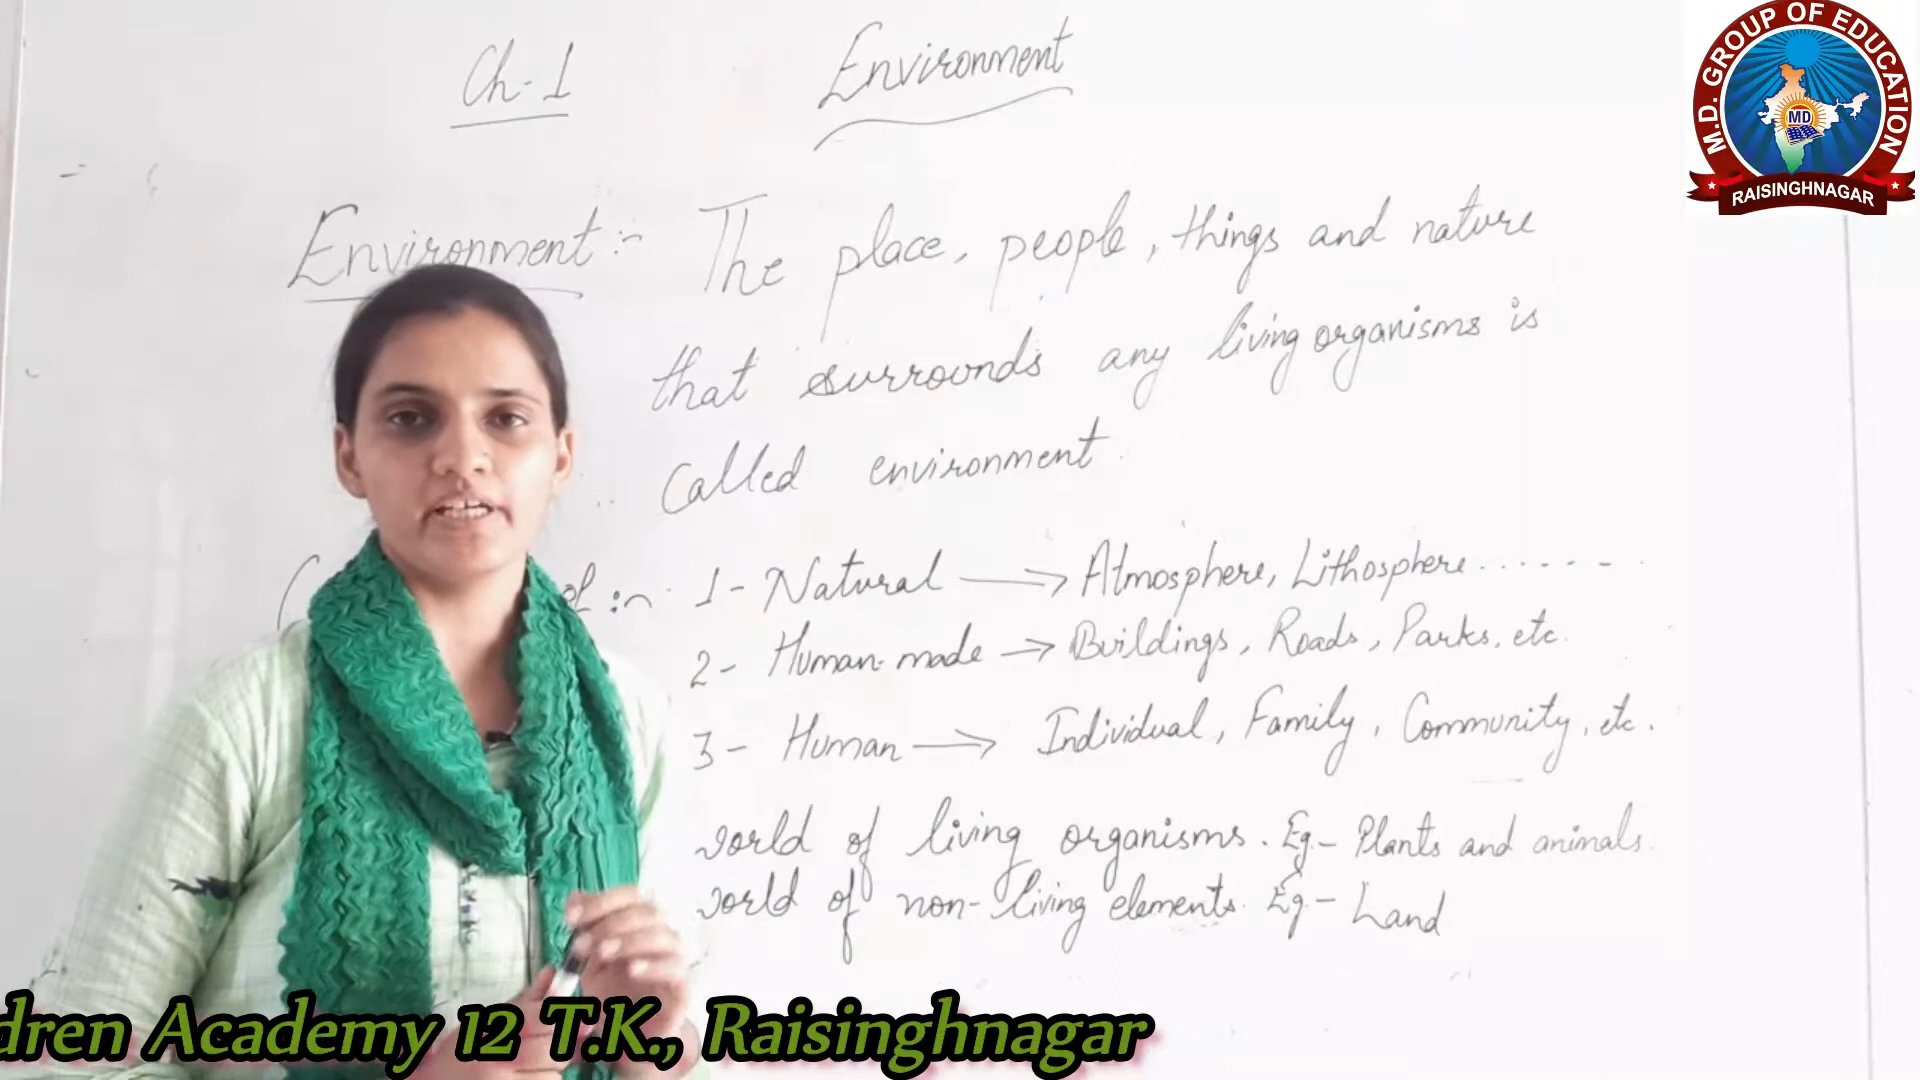 Ch-1 Environment
Environment :- The place, people, things and nature
that surrounds any living organisms is
Called environment.
of :- 1- Natural → Atmosphere, Lithosphere.......
2- Human-made → Buildings, Roads, Parks, etc.
3- Human → Individual, Family, Community, etc.
world of living organisms. Eg- Plants and animals.
world of non-living elements. Eg- Land
M.D. GROUP OF EDUCATION
MD
RAISINGHNAGAR
dren Academy 12 T.K., Raisinghnagar